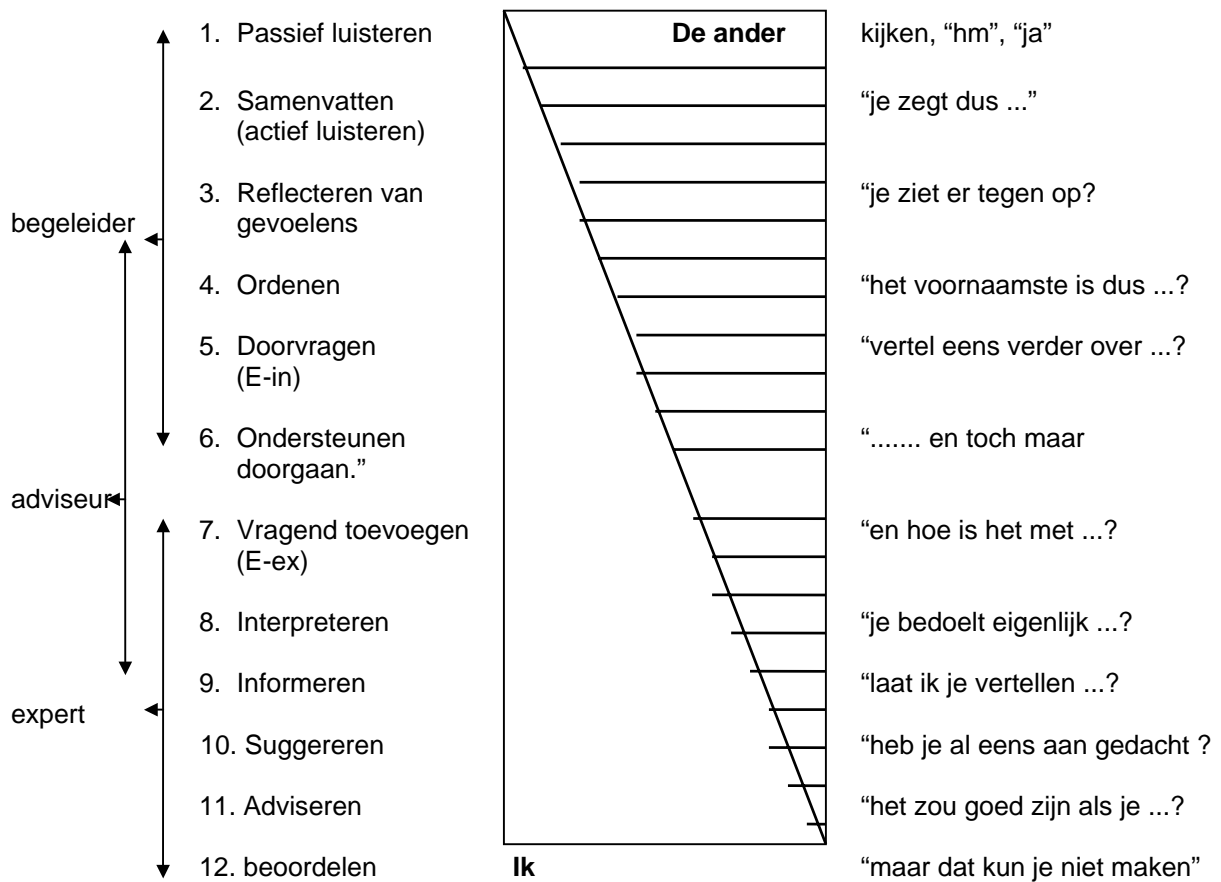 1. Passief luisteren De ander kijken, “hm”, “ja”
2. Samenvatten “je zegt dus ...”
(actief luisteren)
3. Reflecteren van “je ziet er tegen op?
begeleider gevoelens
4. Ordenen “het voornaamste is dus ...?
5. Doorvragen “vertel eens verder over ...?
(E-in)
6. Ondersteunen “....... en toch maar
doorgaan.”
adviseur
7. Vragend toevoegen “en hoe is het met ...?
(E-ex)
8. Interpreteren “je bedoelt eigenlijk ...?
9. Informeren “laat ik je vertellen ...?
expert
10. Suggereren “heb je al eens aan gedacht ?
11. Adviseren “het zou goed zijn als je ...?
12. beoordelen Ik “maar dat kun je niet maken”